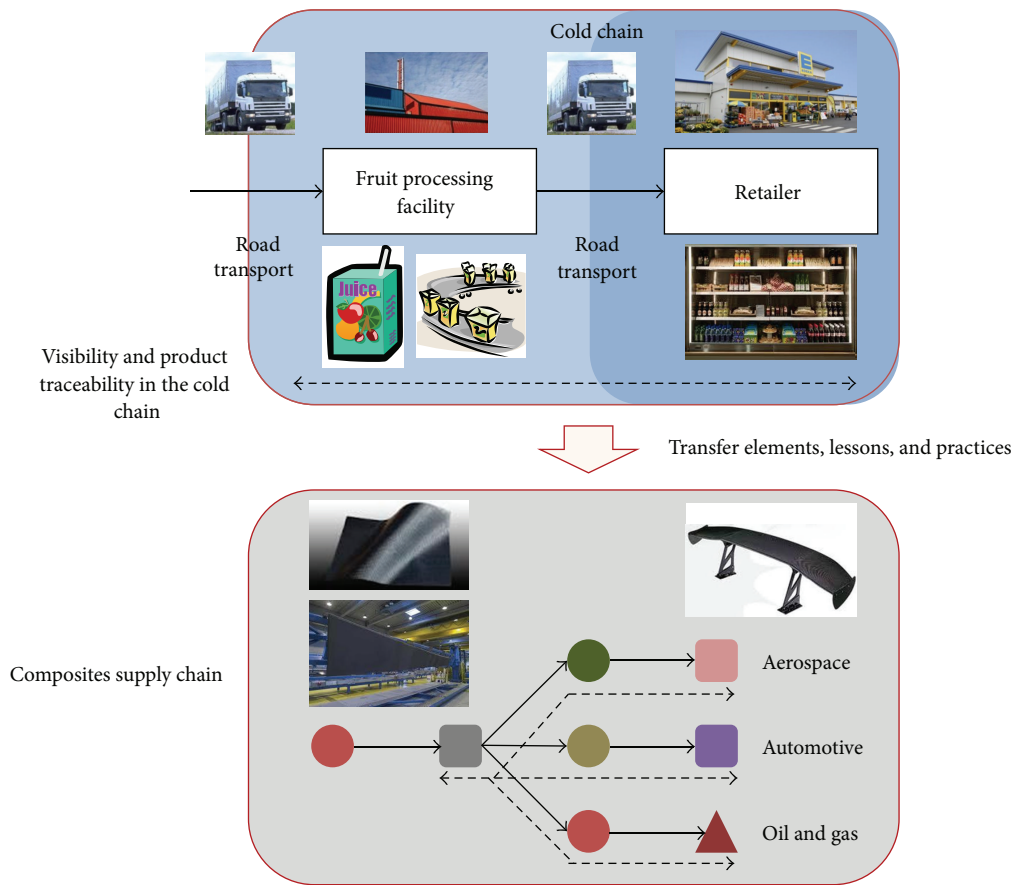 Cold chain
E
Fruit processing
facility
Retailer
Road
transport
Road
transport
Juice
Visibility and product
traceability in the cold
chain
Transfer elements, lessons, and practices
Composites supply chain
Aerospace
Automotive
Oil and gas